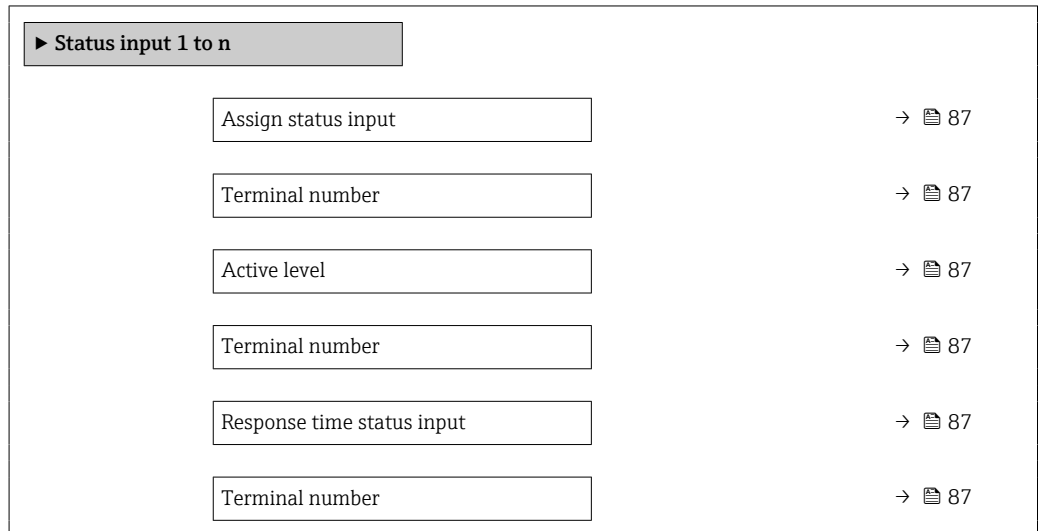 ► Status input 1 to n
Assign status input → 87
Terminal number → 87
Active level → 87
Terminal number → 87
Response time status input → 87
Terminal number → 87